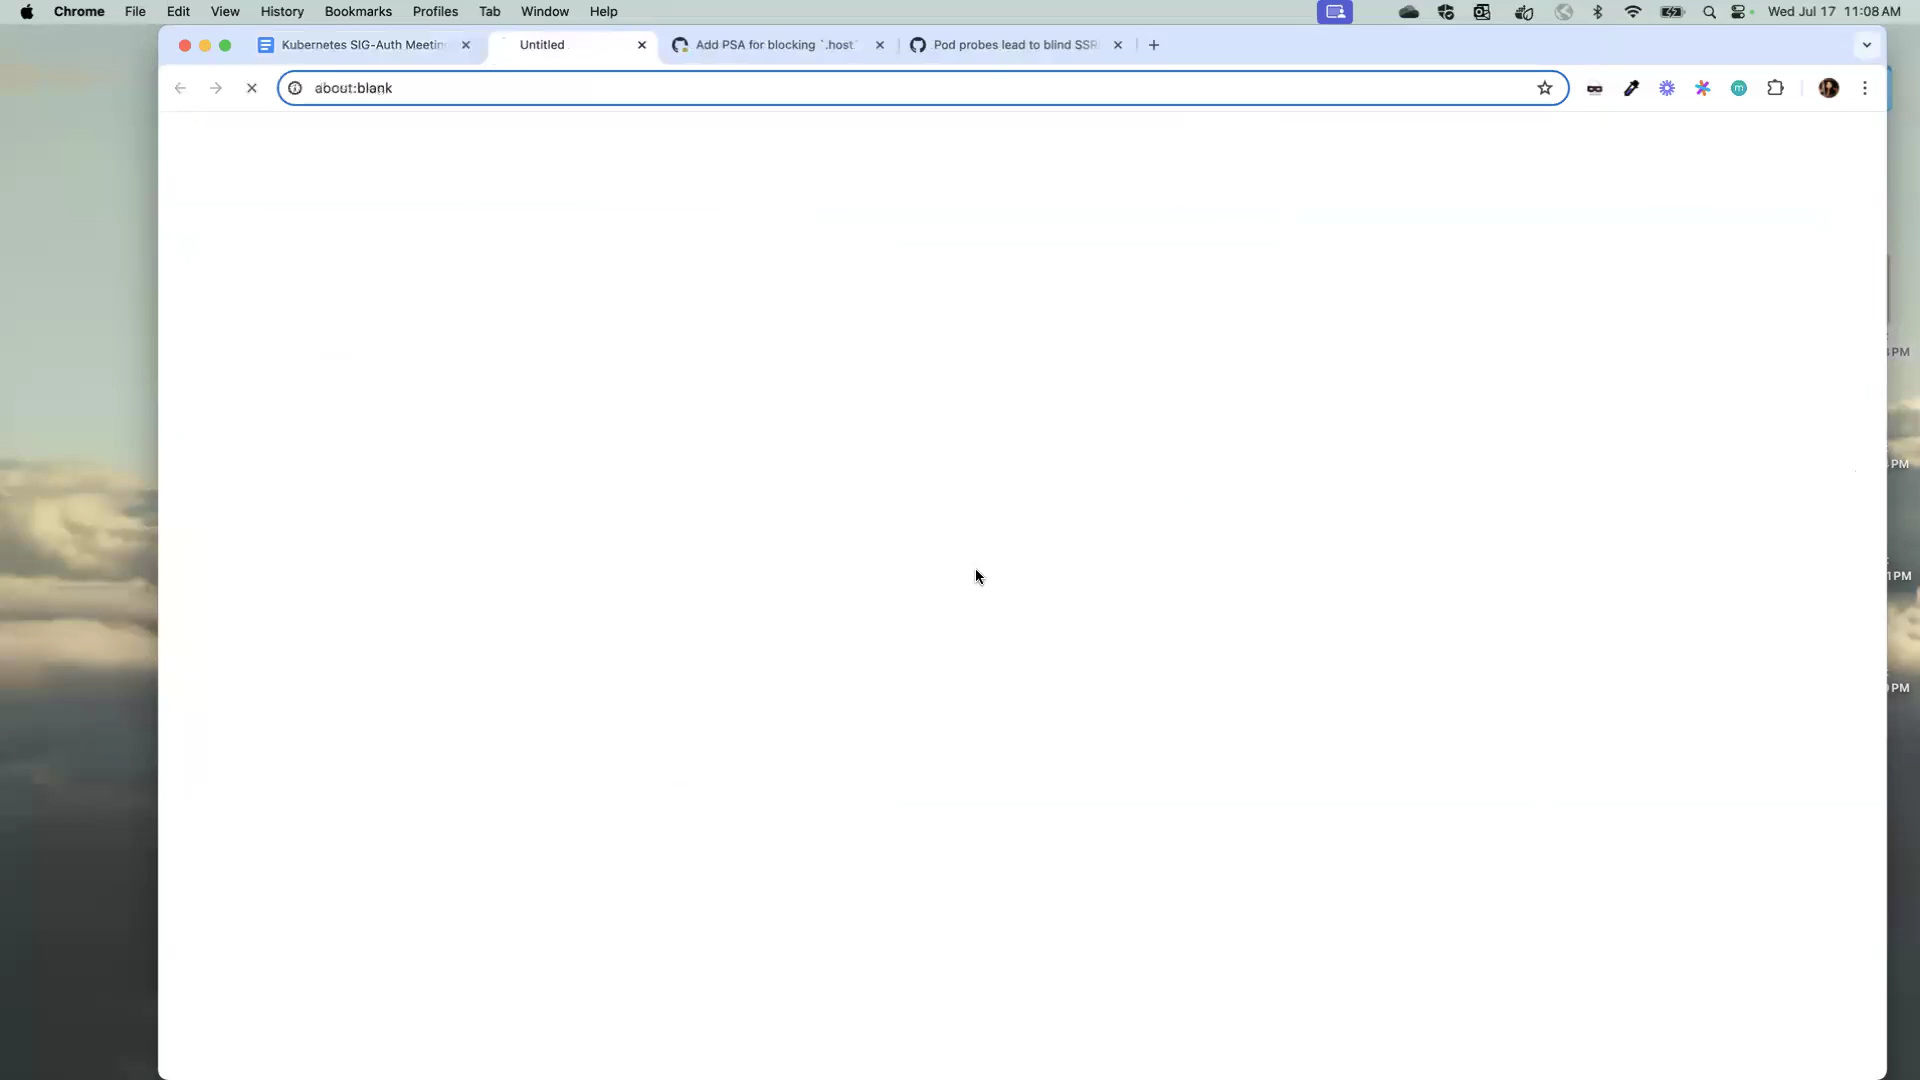 Chrome File Edit View History Bookmarks Profiles Tab Window Help Wed Jul 17 11:08 AM
Kubernetes SIG-Auth Meetin Untitled Add PSA for blocking `.host` Pod probes lead to blind SSR
about:blank
PM
PM
1 PM
PM